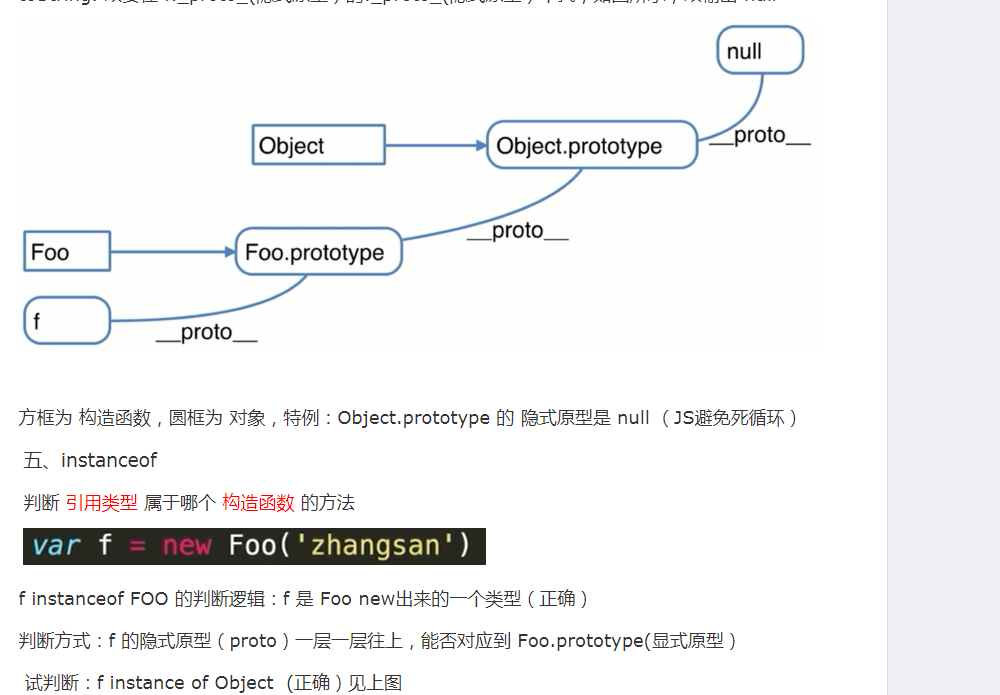 null
__proto__
Object
Object.prototype
__proto__
Foo
Foo.prototype
f
__proto__
方框为 构造函数，圆框为 对象，特例：Object.prototype 的 隐式原型是 null （JS避免死循环）
五、instanceof
判断 引用类型 属于哪个 构造函数 的方法
var f = new Foo('zhangsan')
f instanceof FOO 的判断逻辑：f 是 Foo new出来的一个类型（正确）
判断方式：f 的隐式原型（proto）一层一层往上，能否对应到 Foo.prototype(显式原型）
试判断：f instance of Object （正确）见上图